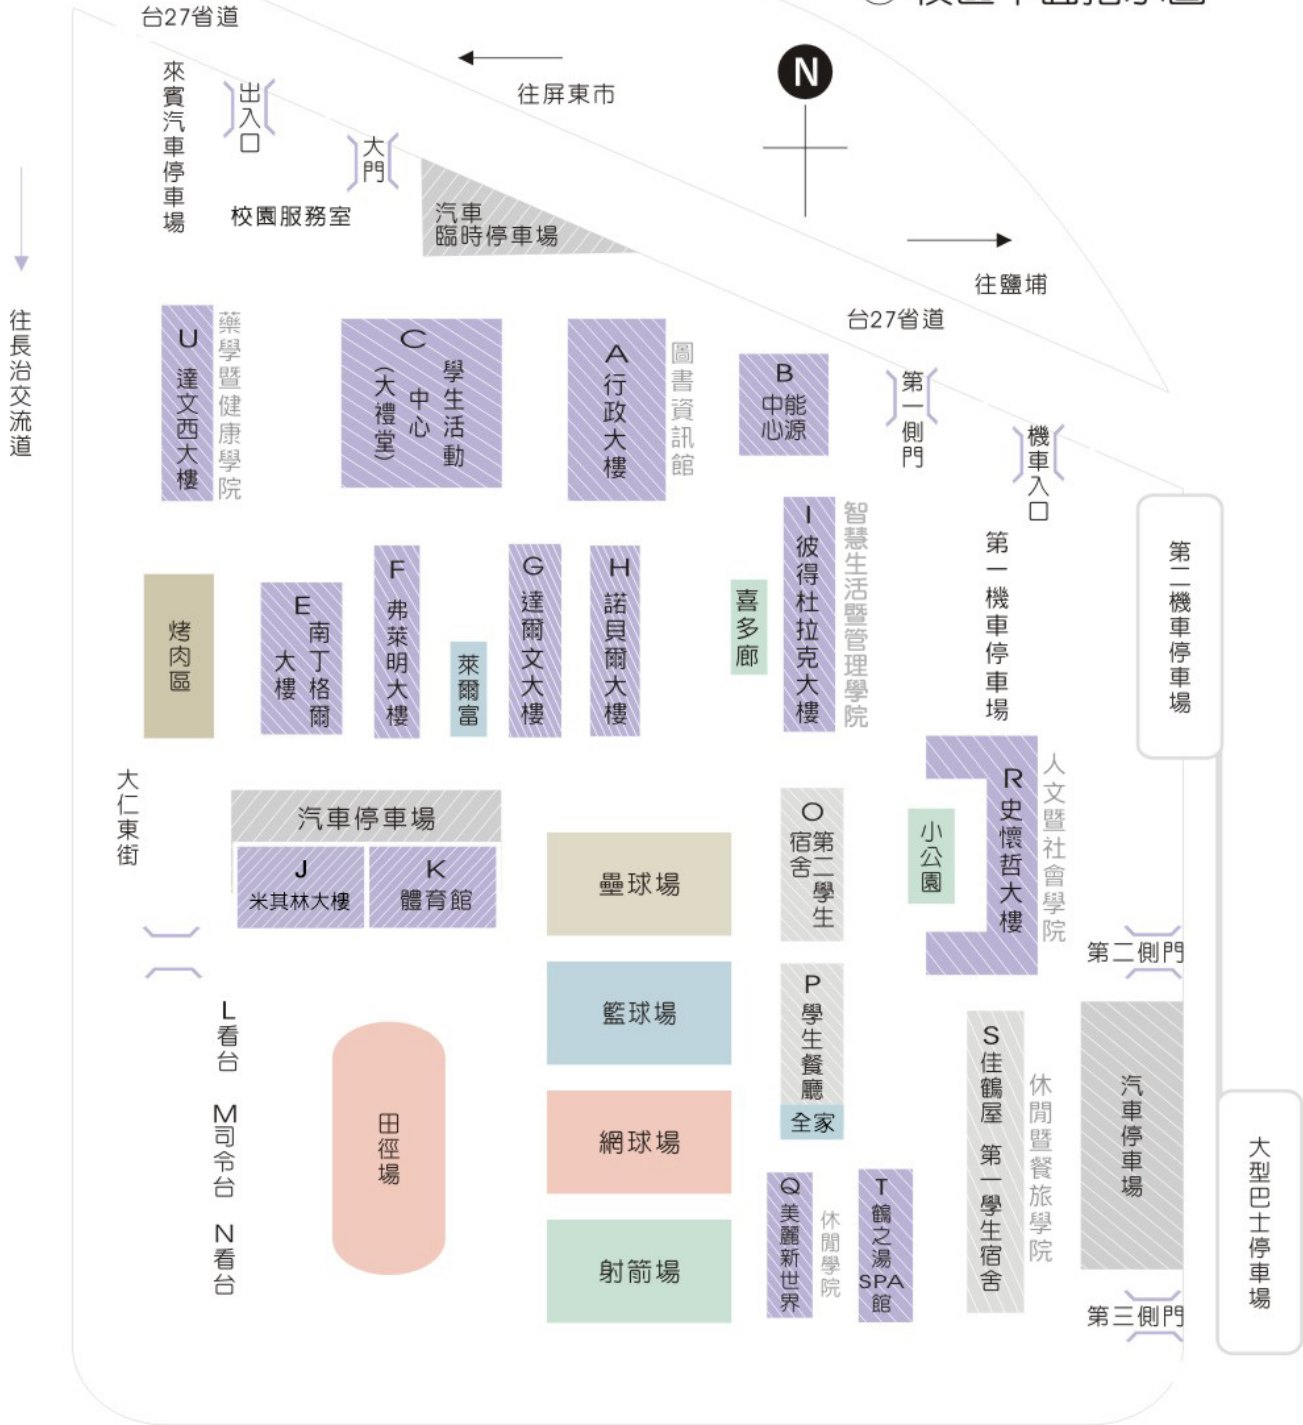 台27省道
來賓汽車停車場
出入口
往屏東市
N
大門
校園服務室
汽車
臨時停車場
往鹽埔
台27省道
往長治交流道
U
達文西大樓
藥學暨健康學院
C
學生活動
中心
(大禮堂)
A
行政大樓
圖書資訊館
B
能源
中心
第一側門
機車入口
I
彼得杜拉克大樓
智慧生活暨管理學院
第一機車停車場
第二機車停車場
烤肉區
E
南丁格爾
大樓
F
弗萊明大樓
萊爾富
G
達爾文大樓
H
諾貝爾大樓
喜多廊
大仁東街
汽車停車場
J
米其林大樓
K
體育館
壘球場
O
第二學生
宿舍
小公園
R
史懷哲大樓
人文暨社會學院
第二側門
L
看台
M
司令台
N
看台
田徑場
籃球場
網球場
射箭場
P
學生餐廳
全家
S
佳鶴屋 第一學生宿舍
休閒暨餐旅學院
汽車停車場
Q
美麗新世界
休閒學院
T
鶴之湯
SPA
館
第三側門
大型巴士停車場